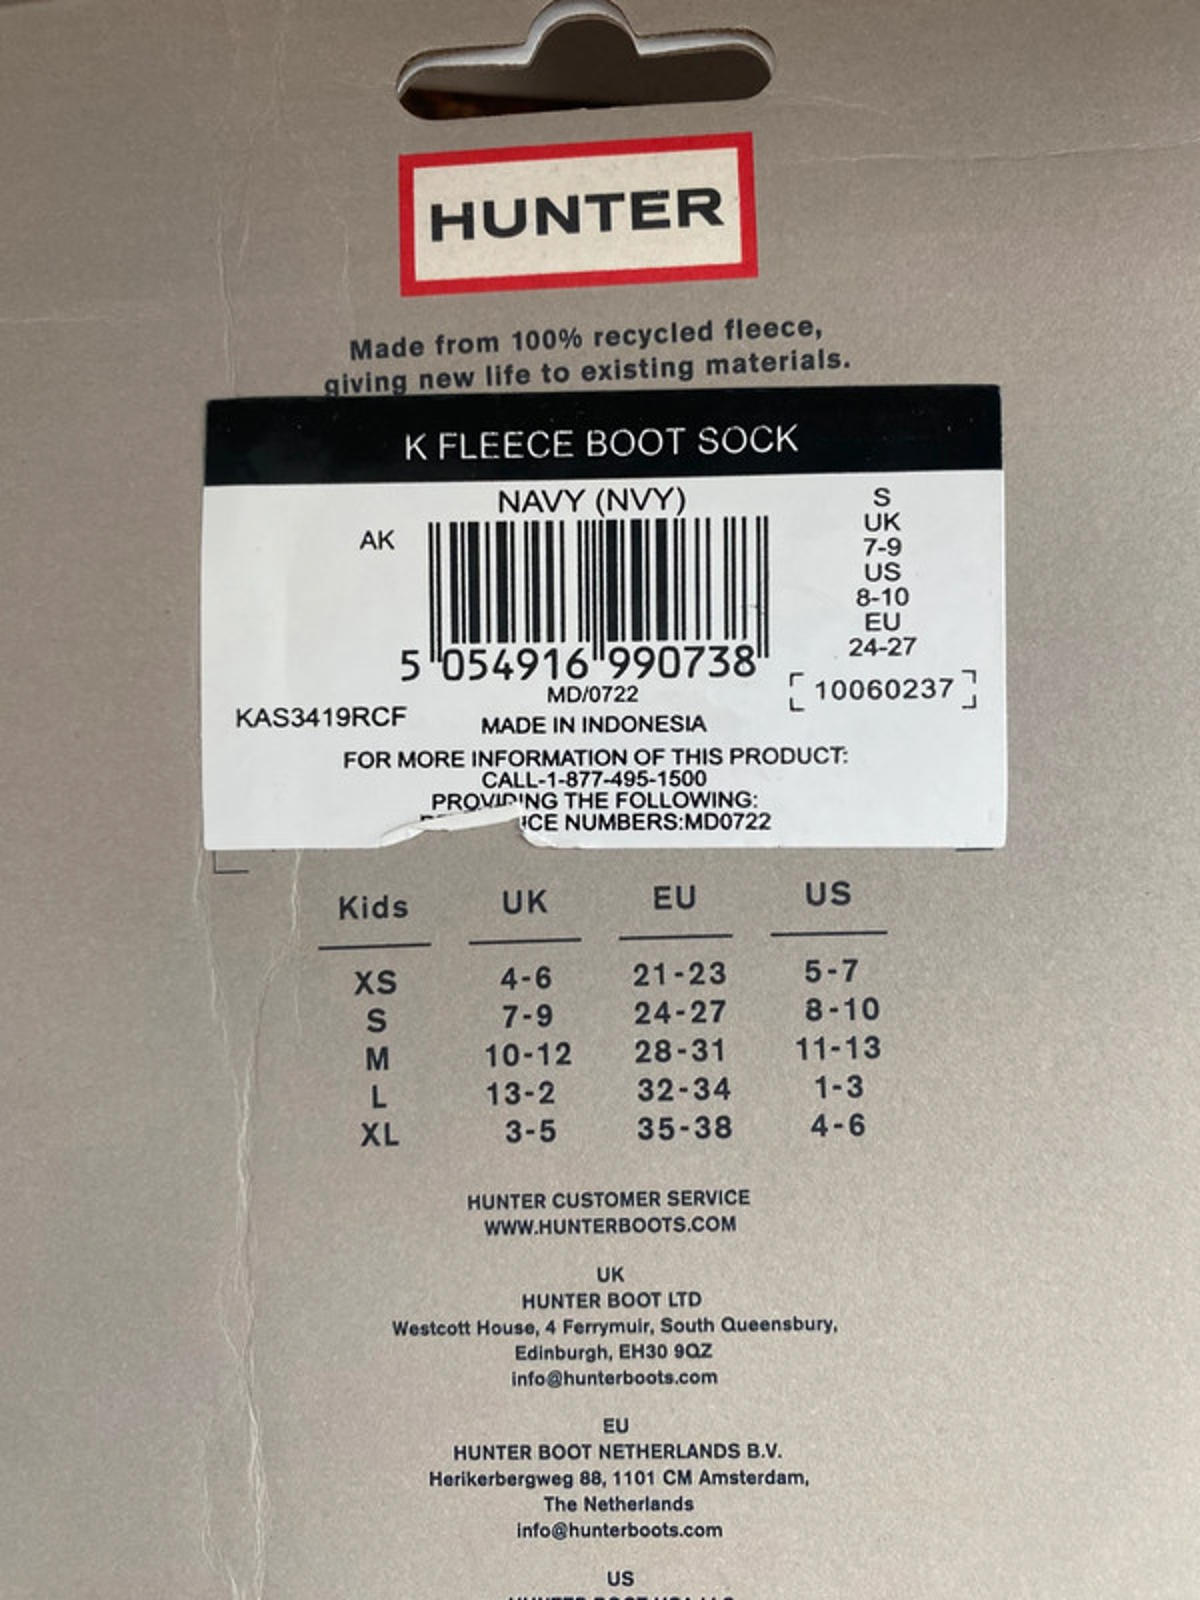 HUNTER
Made from 100% recycled fleece,
giving new life to existing materials.
K FLEECE BOOT SOCK
NAVY (NVY)
AK
S
UK
7-9
US
8-10
EU
24-27
5 054916 990738
MD/0722
10060237
KAS3419RCF
MADE IN INDONESIA
FOR MORE INFORMATION OF THIS PRODUCT:
CALL-1-877-495-1500
PROVIDING THE FOLLOWING:
NUMBERS:MD0722
Kids UK EU US
XS 4-6 21-23 5-7
S 7-9 24-27 8-10
M 10-12 28-31 11-13
L 13-2 32-34 1-3
XL 3-5 35-38 4-6
HUNTER CUSTOMER SERVICE
WWW.HUNTERBOOTS.COM
UK
HUNTER BOOT LTD
Westcott House, 4 Ferrymuir, South Queensbury,
Edinburgh, EH30 9QZ
info@hunterboots.com
EU
HUNTER BOOT NETHERLANDS B.V.
Herikerbergweg 88, 1101 CM Amsterdam,
The Netherlands
info@hunterboots.com
US